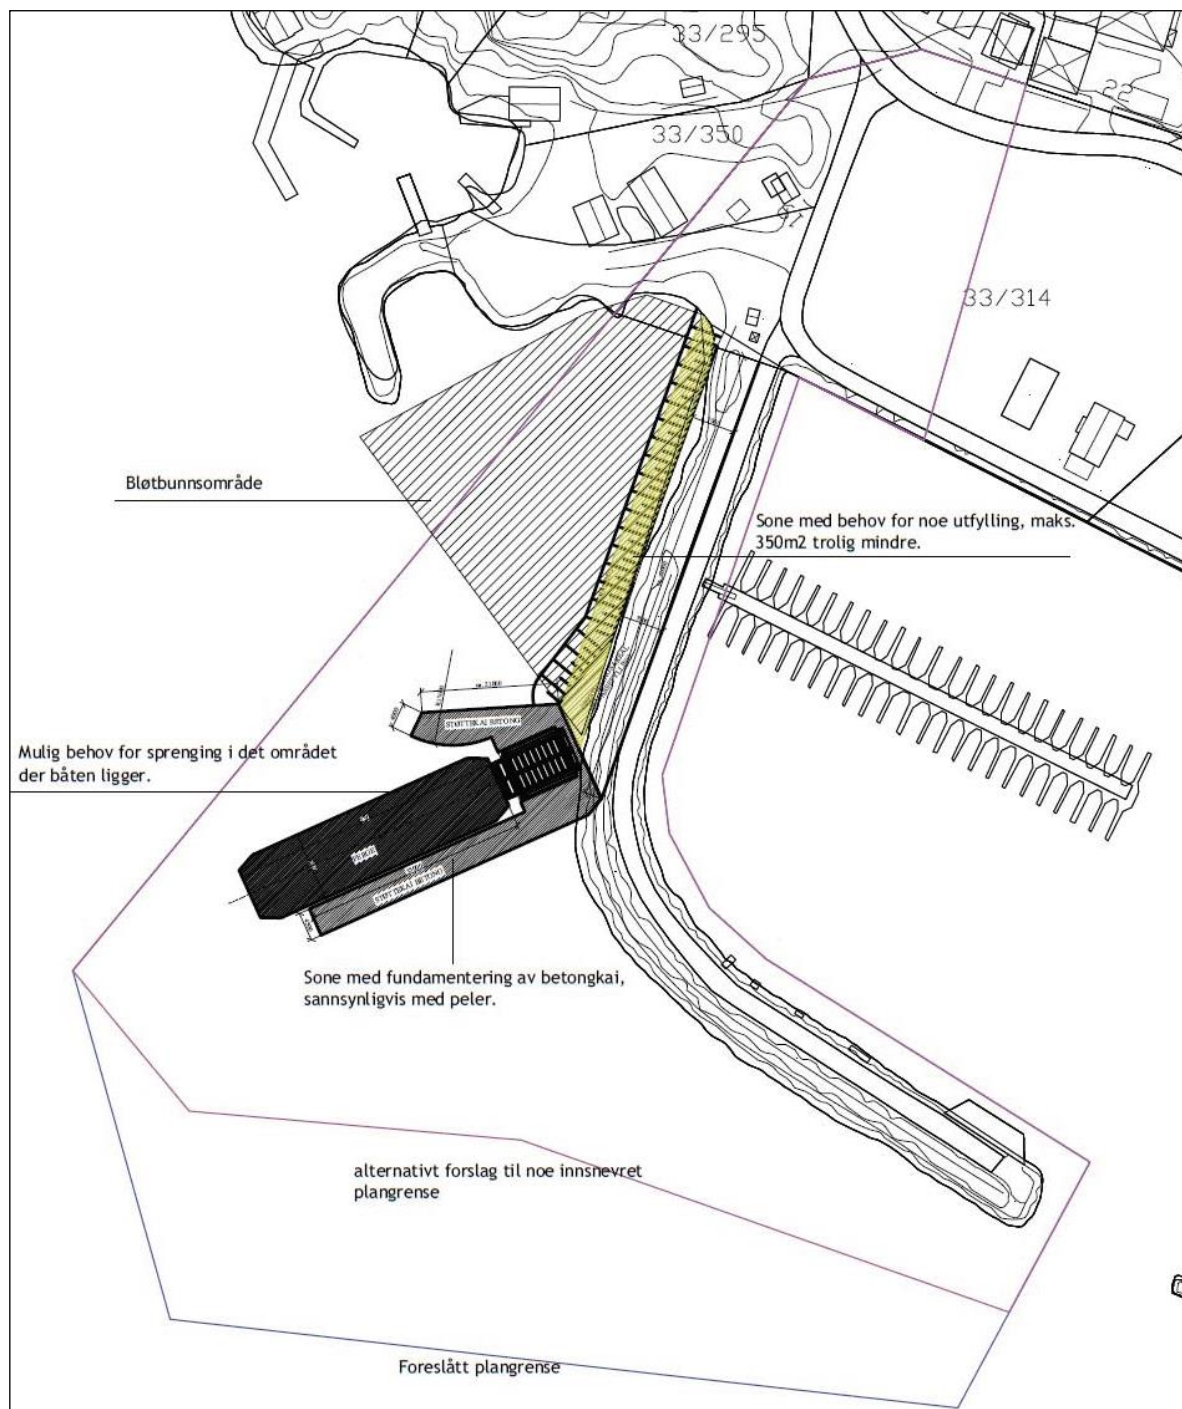 33/295
22
33/350
15
33/314
Bløtbunnsområde
Sone med behov for noe utfylling, maks.
350m2 trolig mindre.
STØTTEKAI BETONG
Mulig behov for sprenging i det området
der båten ligger.
FERGE
STØTTEKAI BETONG
Sone med fundamentering av betongkai,
sannsynligvis med peler.
alternativt forslag til noe innsnevret
plangrense
Foreslått plangrense